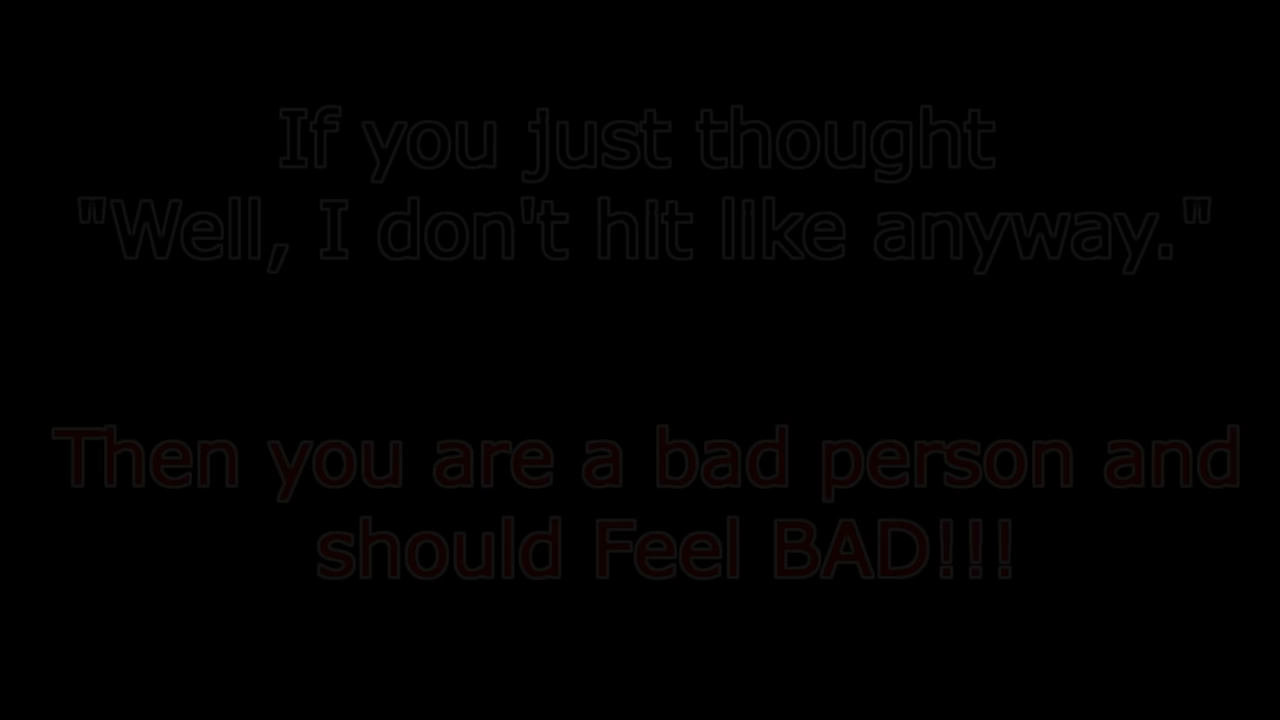 If you just thought
"Well, I don't hit like anyway."
Then you are a bad person and
should Feel BAD!!!